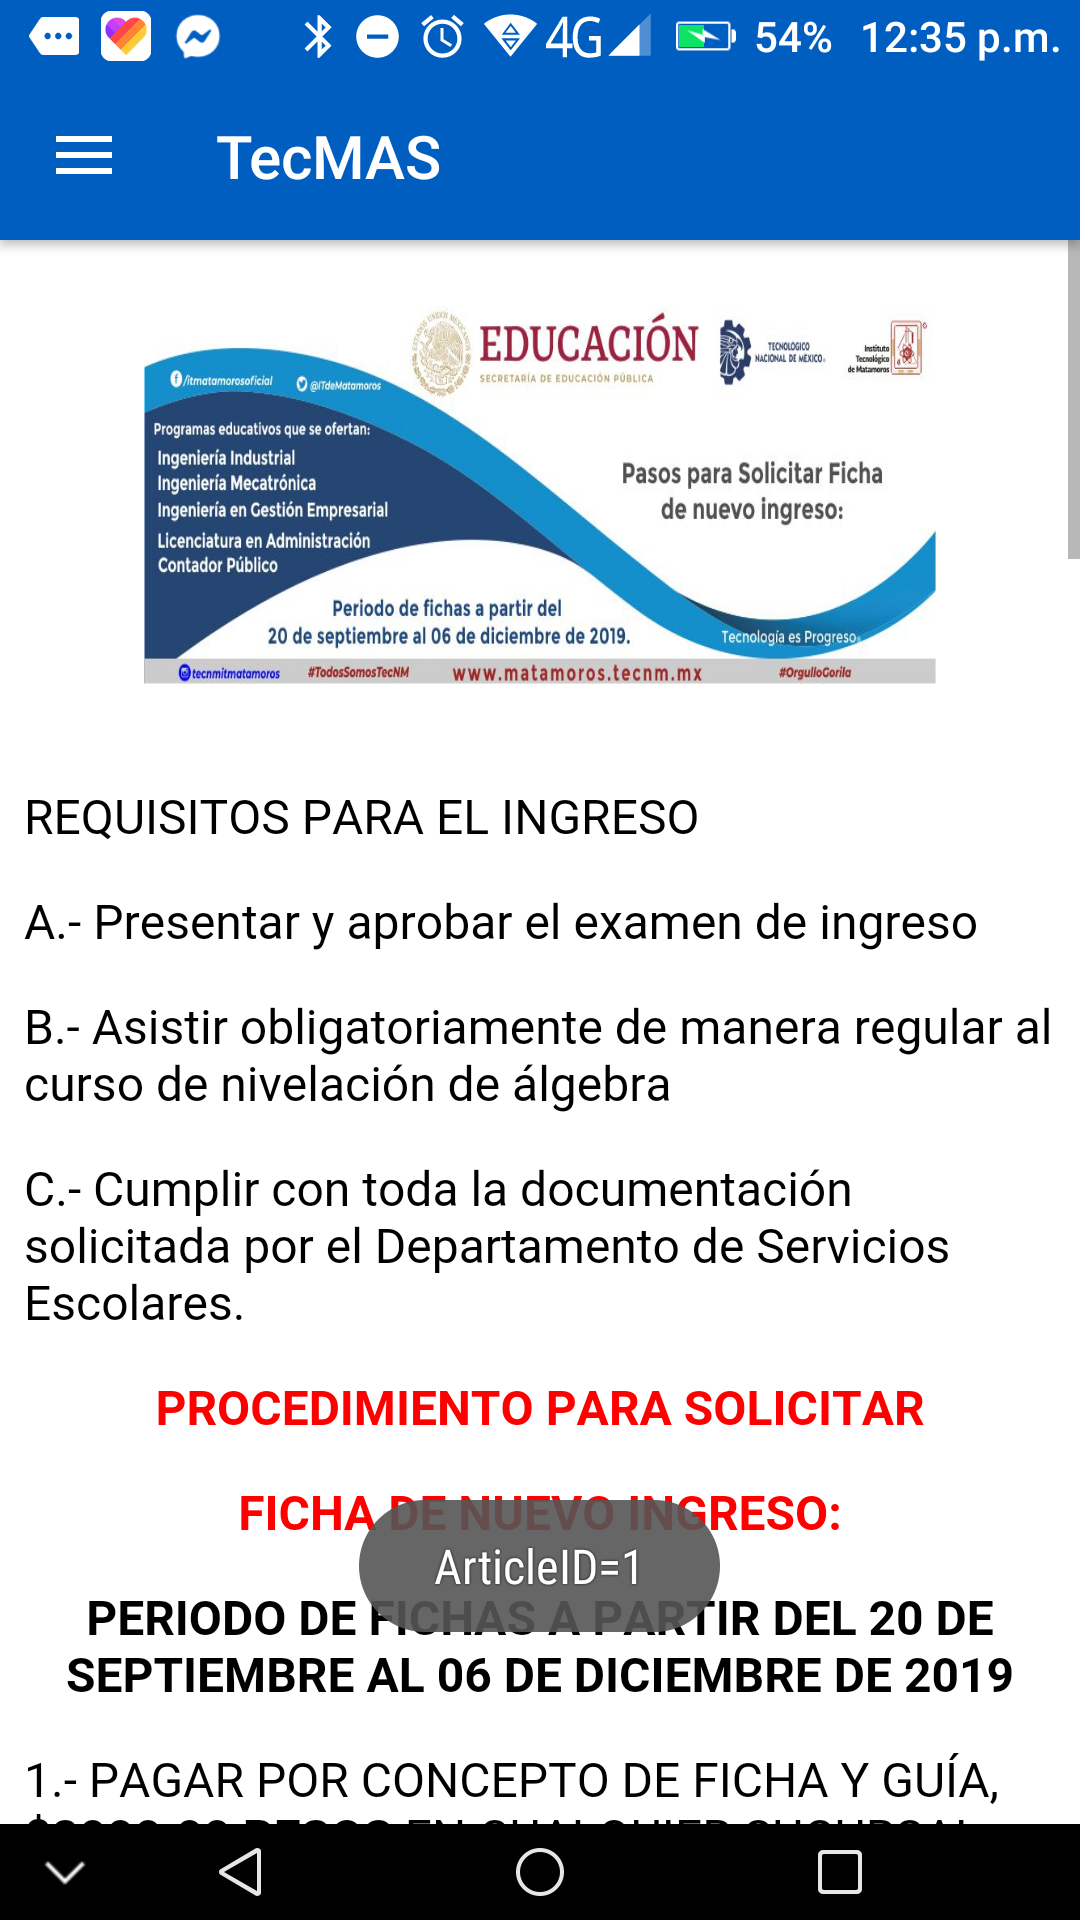 4G 54% 12:35 p.m.
TecMAS
EDUCACIÓN
SECRETARÍA DE EDUCACIÓN PÚBLICA
TECNOLÓGICO
NACIONAL DE MÉXICO
Instituto
Tecnológico
de Matamoros
/itmatamorosoficial @ITdeMatamoros
Programas educativos que se ofertan:
Ingeniería Industrial
Ingeniería Mecatrónica
Ingeniería en Gestión Empresarial
Licenciatura en Administración
Contador Público
Pasos para Solicitar Ficha
de nuevo ingreso:
Periodo de fichas a partir del
20 de septiembre al 06 de diciembre de 2019.
Tecnología es Progreso
tecnmitmatamoros #TodosSomosTecNM www.matamoros.tecnm.mx #OrgulloGorila
REQUISITOS PARA EL INGRESO
A.- Presentar y aprobar el examen de ingreso
B.- Asistir obligatoriamente de manera regular al
curso de nivelación de álgebra
C.- Cumplir con toda la documentación
solicitada por el Departamento de Servicios
Escolares.
PROCEDIMIENTO PARA SOLICITAR
FICHA DE NUEVO INGRESO:
ArticleID=1
PERIODO DE FICHAS A PARTIR DEL 20 DE
SEPTIEMBRE AL 06 DE DICIEMBRE DE 2019
1.- PAGAR POR CONCEPTO DE FICHA Y GUÍA,